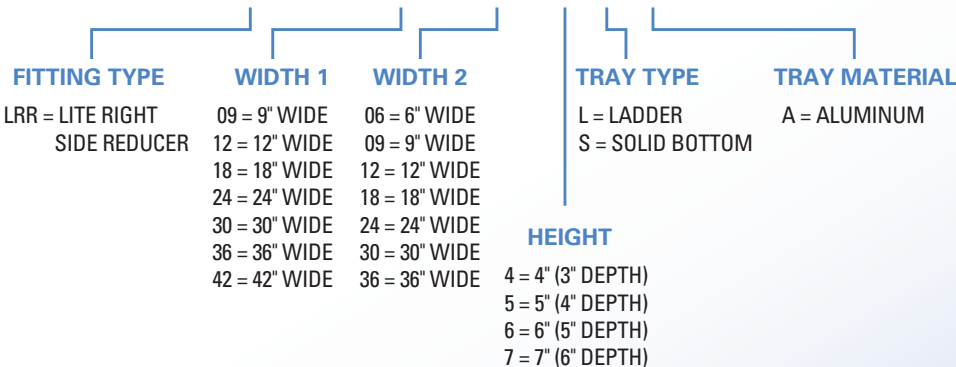 FITTING TYPE
LRR = LITE RIGHT
SIDE REDUCER
WIDTH 1
09 = 9" WIDE
12 = 12" WIDE
18 = 18" WIDE
24 = 24" WIDE
30 = 30" WIDE
36 = 36" WIDE
42 = 42" WIDE
WIDTH 2
06 = 6" WIDE
09 = 9" WIDE
12 = 12" WIDE
18 = 18" WIDE
24 = 24" WIDE
30 = 30" WIDE
36 = 36" WIDE
HEIGHT
4 = 4" (3" DEPTH)
5 = 5" (4" DEPTH)
6 = 6" (5" DEPTH)
7 = 7" (6" DEPTH)
TRAY TYPE
L = LADDER
S = SOLID BOTTOM
TRAY MATERIAL
A = ALUMINUM